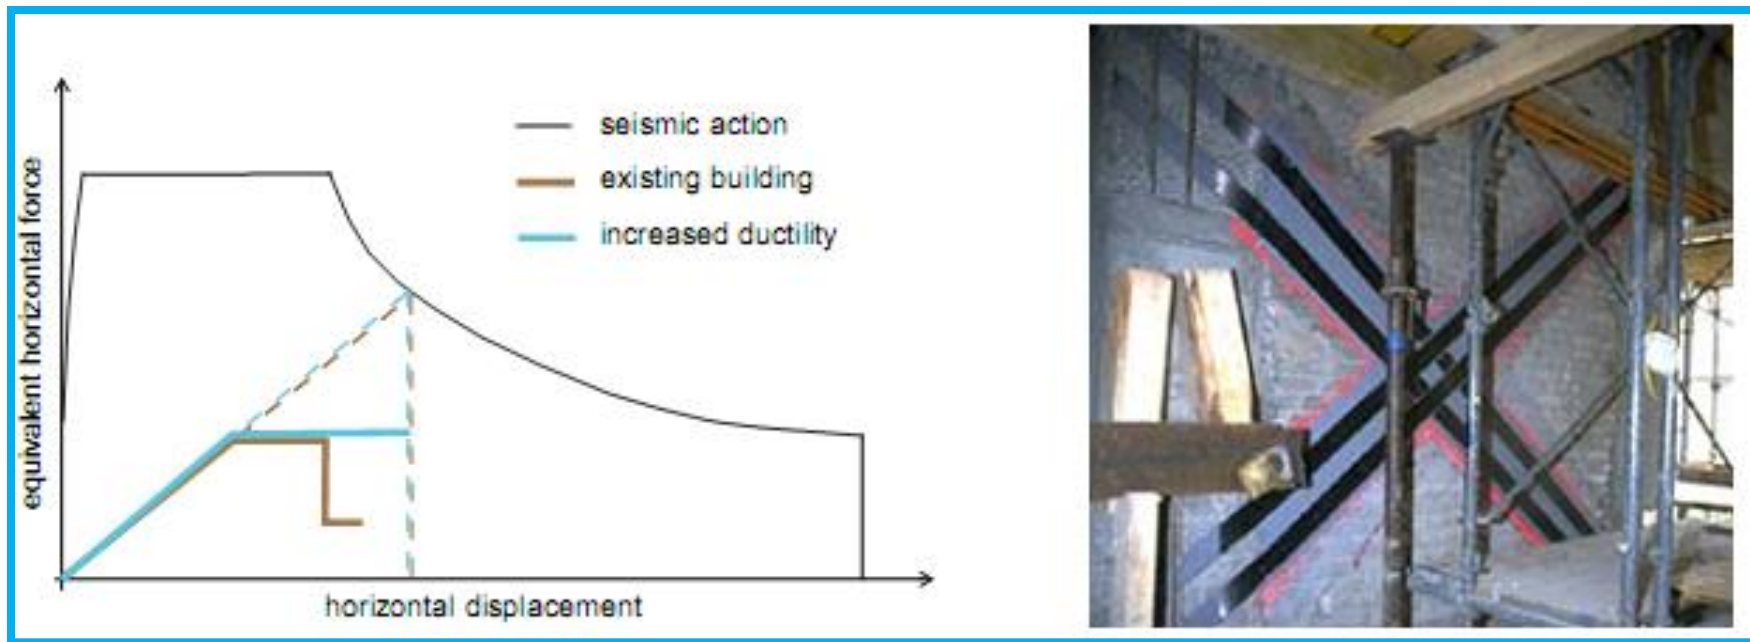 seismic action
existing building
increased ductility
equivalent horizontal force
horizontal displacement